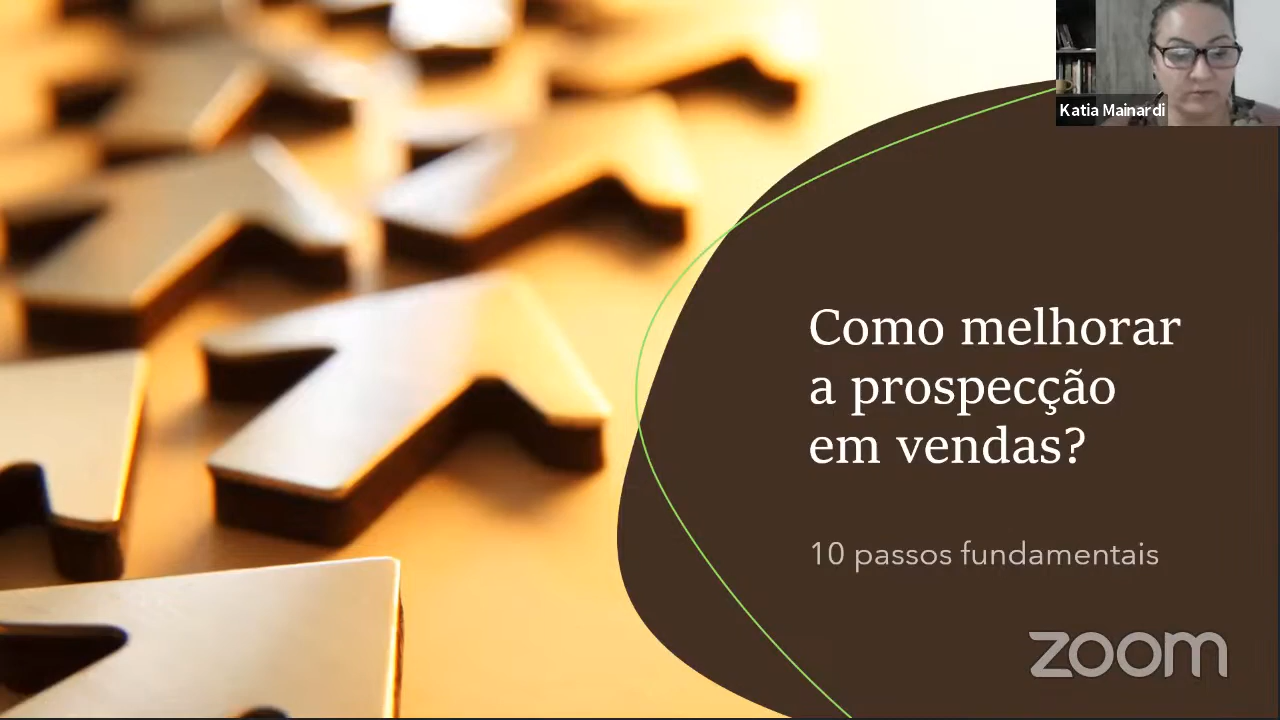 Katia Mainardi
Como melhorar
a prospecção
em vendas?
10 passos fundamentais
zoom